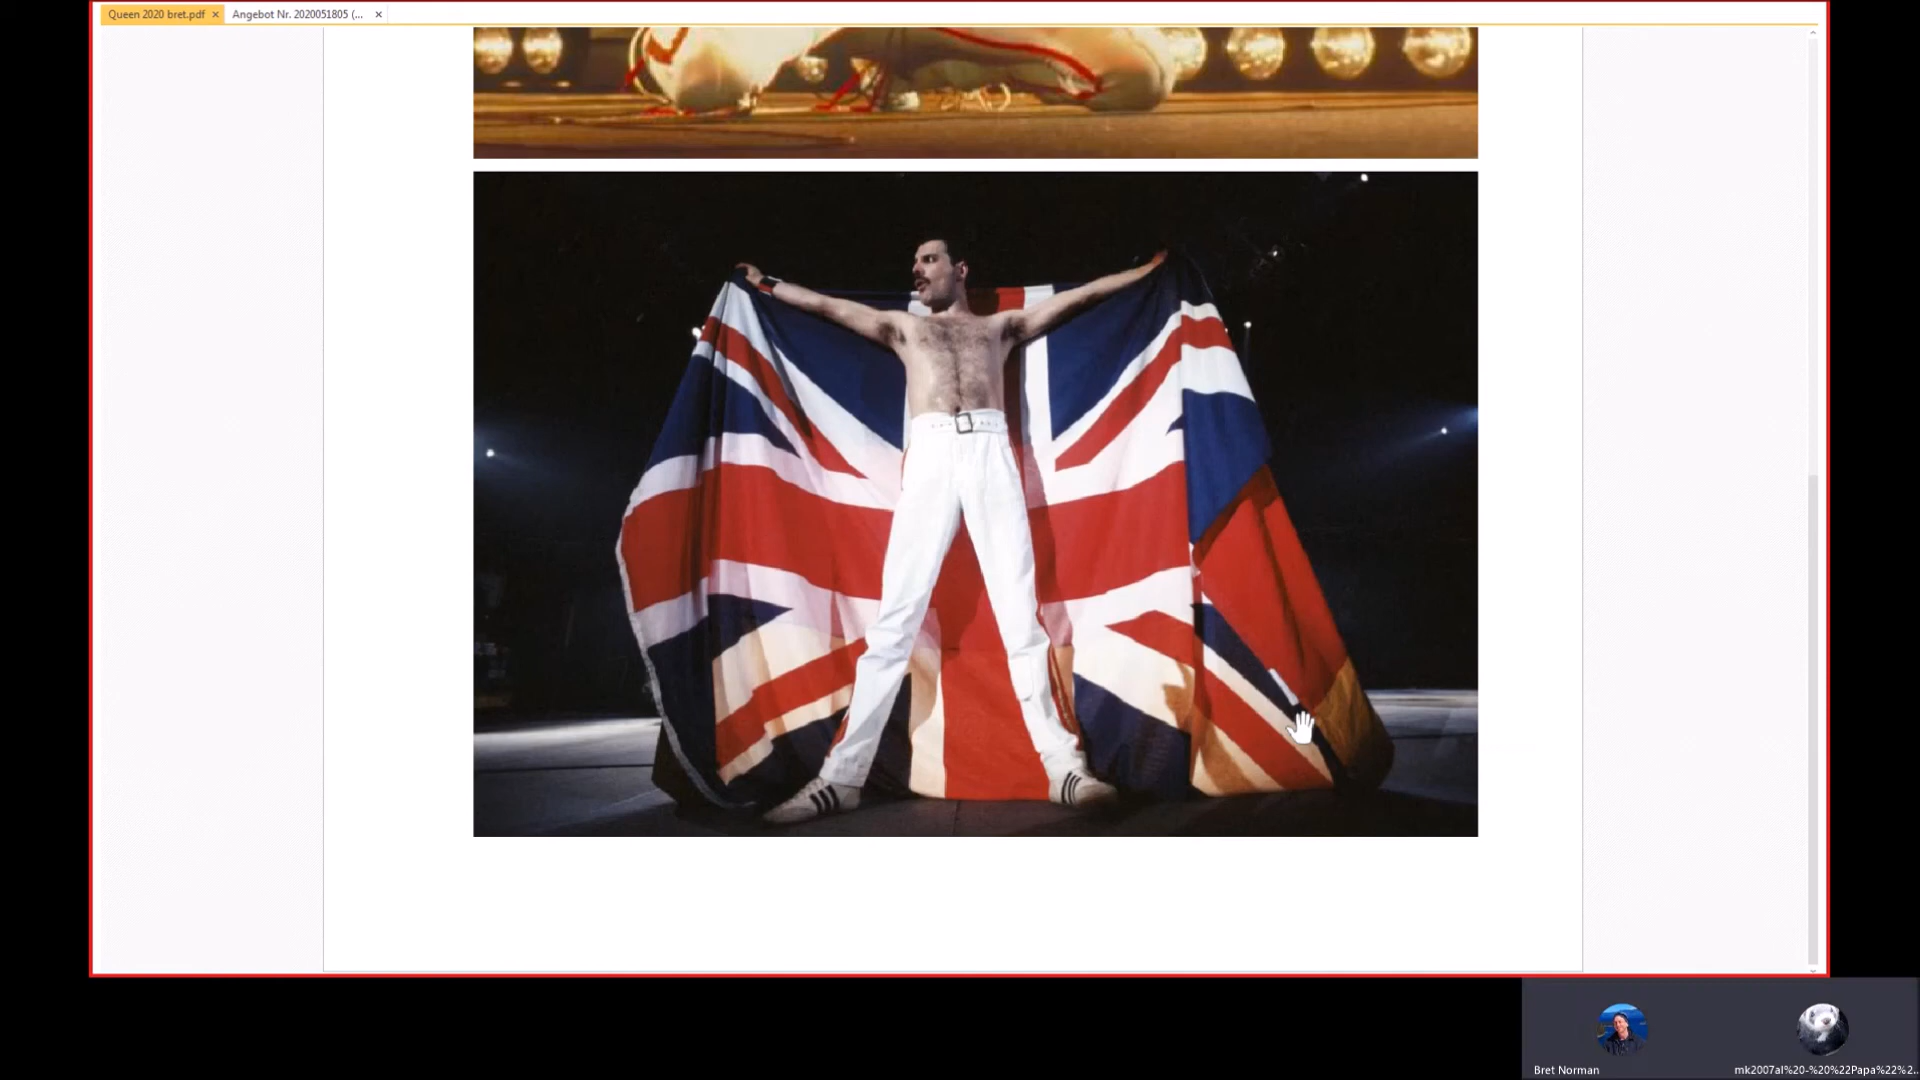 Queen 2020 bret.pdf
Angebot Nr. 2020051805 (...
Bret Norman
mk2007al%20-%20%22Papa%22%2...